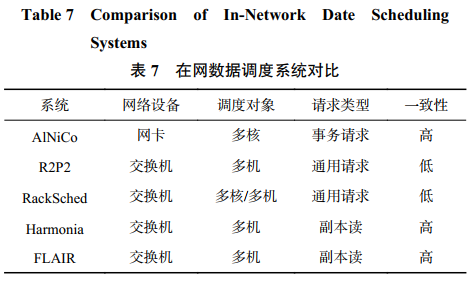 Table 7 Comparison of In-Network Date Scheduling
Systems
表 7 在网数据调度系统对比
系统 网络设备 调度对象 请求类型 一致性
AlNiCo 网卡 多核 事务请求 高
R2P2 交换机 多机 通用请求 低
RackSched 交换机 多核/多机 通用请求 低
Harmonia 交换机 多机 副本读 高
FLAIR 交换机 多机 副本读 高